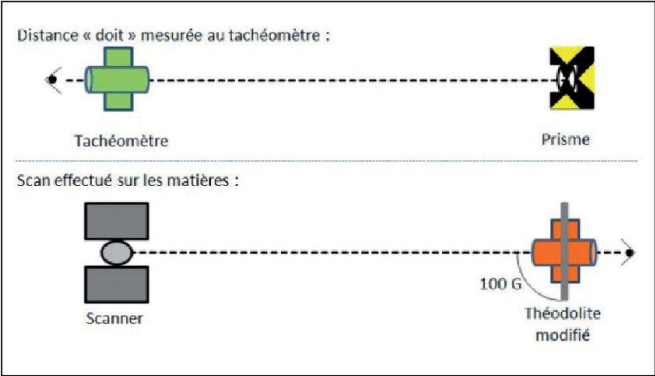 Distance « doit » mesurée au tachéomètre :
Tachéomètre
Prisme
Scan effectué sur les matières :
100 G
Scanner
Théodolite
modifié